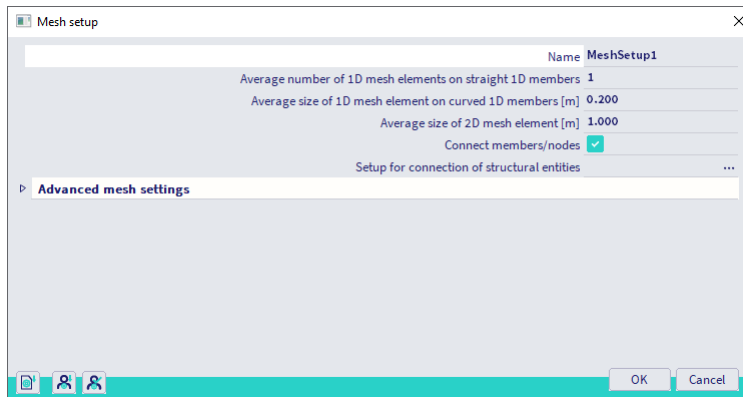 Mesh setup
Name MeshSetup1
Average number of 1D mesh elements on straight 1D members 1
Average size of 1D mesh element on curved 1D members [m] 0.200
Average size of 2D mesh element [m] 1.000
Connect members/nodes
Setup for connection of structural entities ...
Advanced mesh settings
OK Cancel